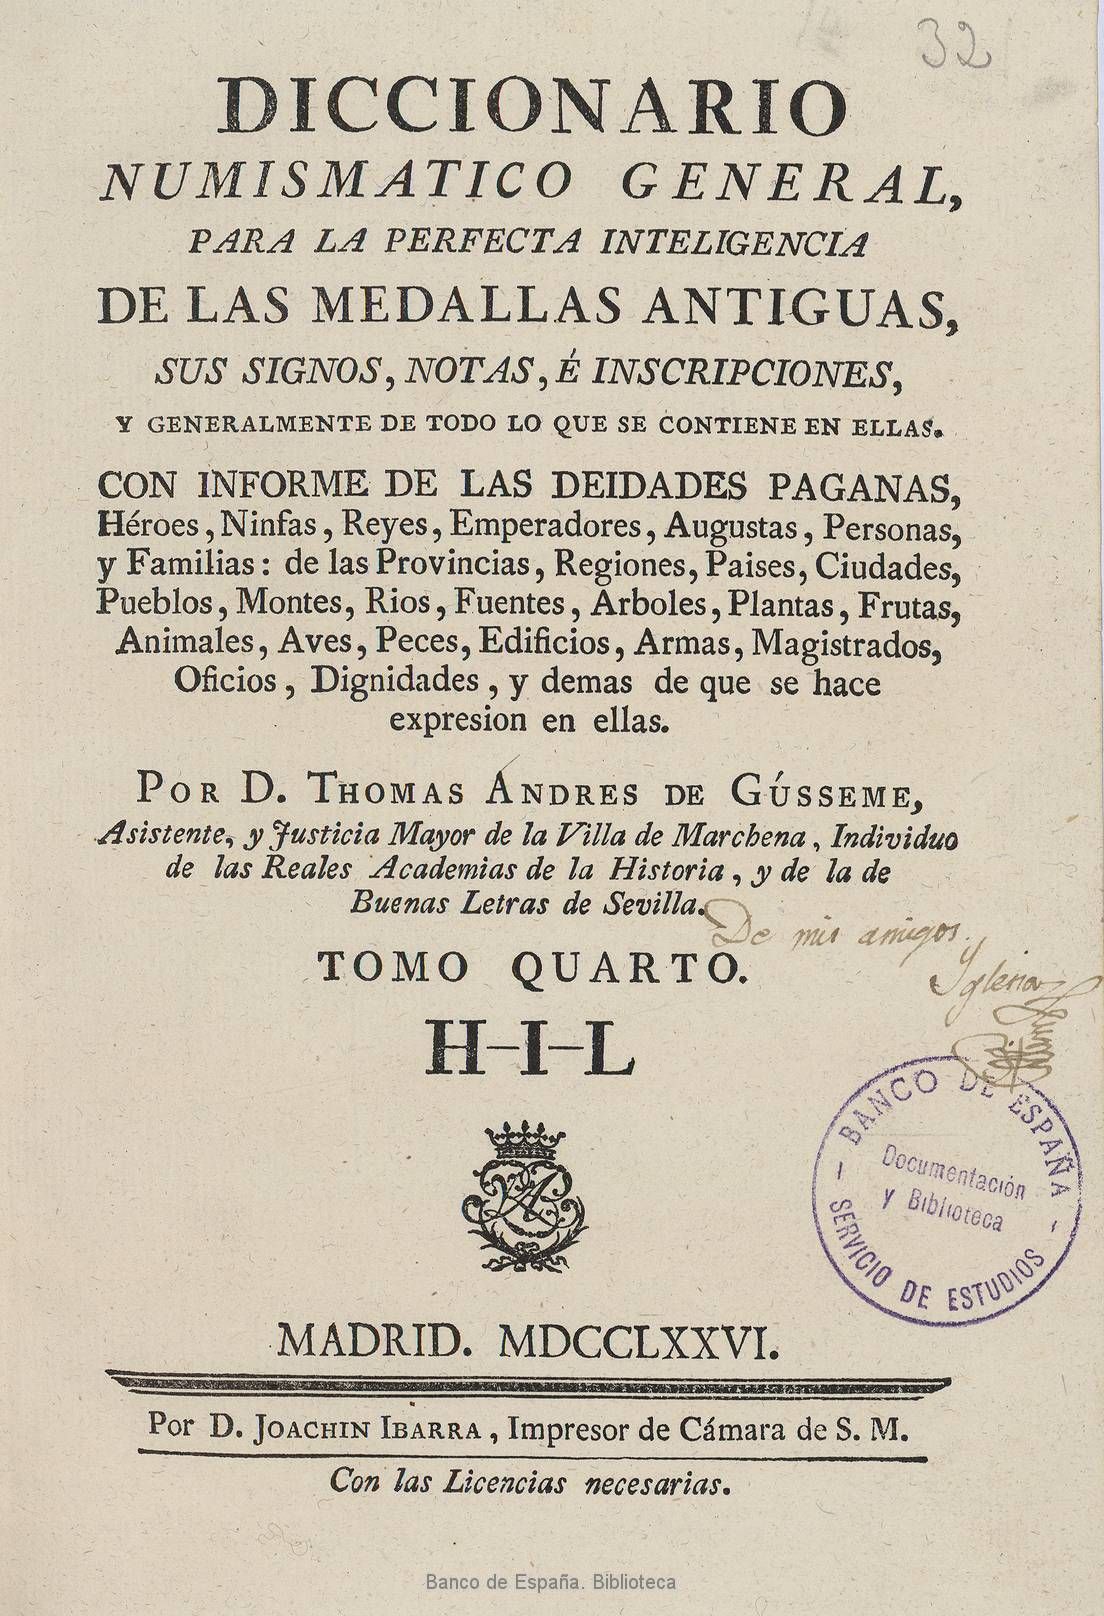 32
DICCIONARIO
NUMISMATICO GENERAL,
PARA LA PERFECTA INTELIGENCIA
DE LAS MEDALLAS ANTIGUAS,
SUS SIGNOS, NOTAS, É INSCRIPCIONES,
Y GENERALMENTE DE TODO LO QUE SE CONTIENE EN ELLAS.
CON INFORME DE LAS DEIDADES PAGANAS,
Héroes, Ninfas, Reyes, Emperadores, Augustas, Personas,
y Familias: de las Provincias, Regiones, Paises, Ciudades,
Pueblos, Montes, Rios, Fuentes, Arboles, Plantas, Frutas,
Animales, Aves, Peces, Edificios, Armas, Magistrados,
Oficios, Dignidades, y demas de que se hace
expresion en ellas.
POR D. THOMAS ANDRES DE GÚSSEME,
Asistente, y Justicia Mayor de la Villa de Marchena, Individuo
de las Reales Academias de la Historia, y de la de
Buenas Letras de Sevilla.
De mis amigos.
Yglesias
TOMO QUARTO.
H-I-L
BANCO DE ESPAÑA
Documentación
y Biblioteca
SERVICIO DE ESTUDIOS
MADRID. MDCCLXXVI.
Por D. JOACHIN IBARRA, Impresor de Cámara de S. M.
Con las Licencias necesarias.
Banco de España. Biblioteca